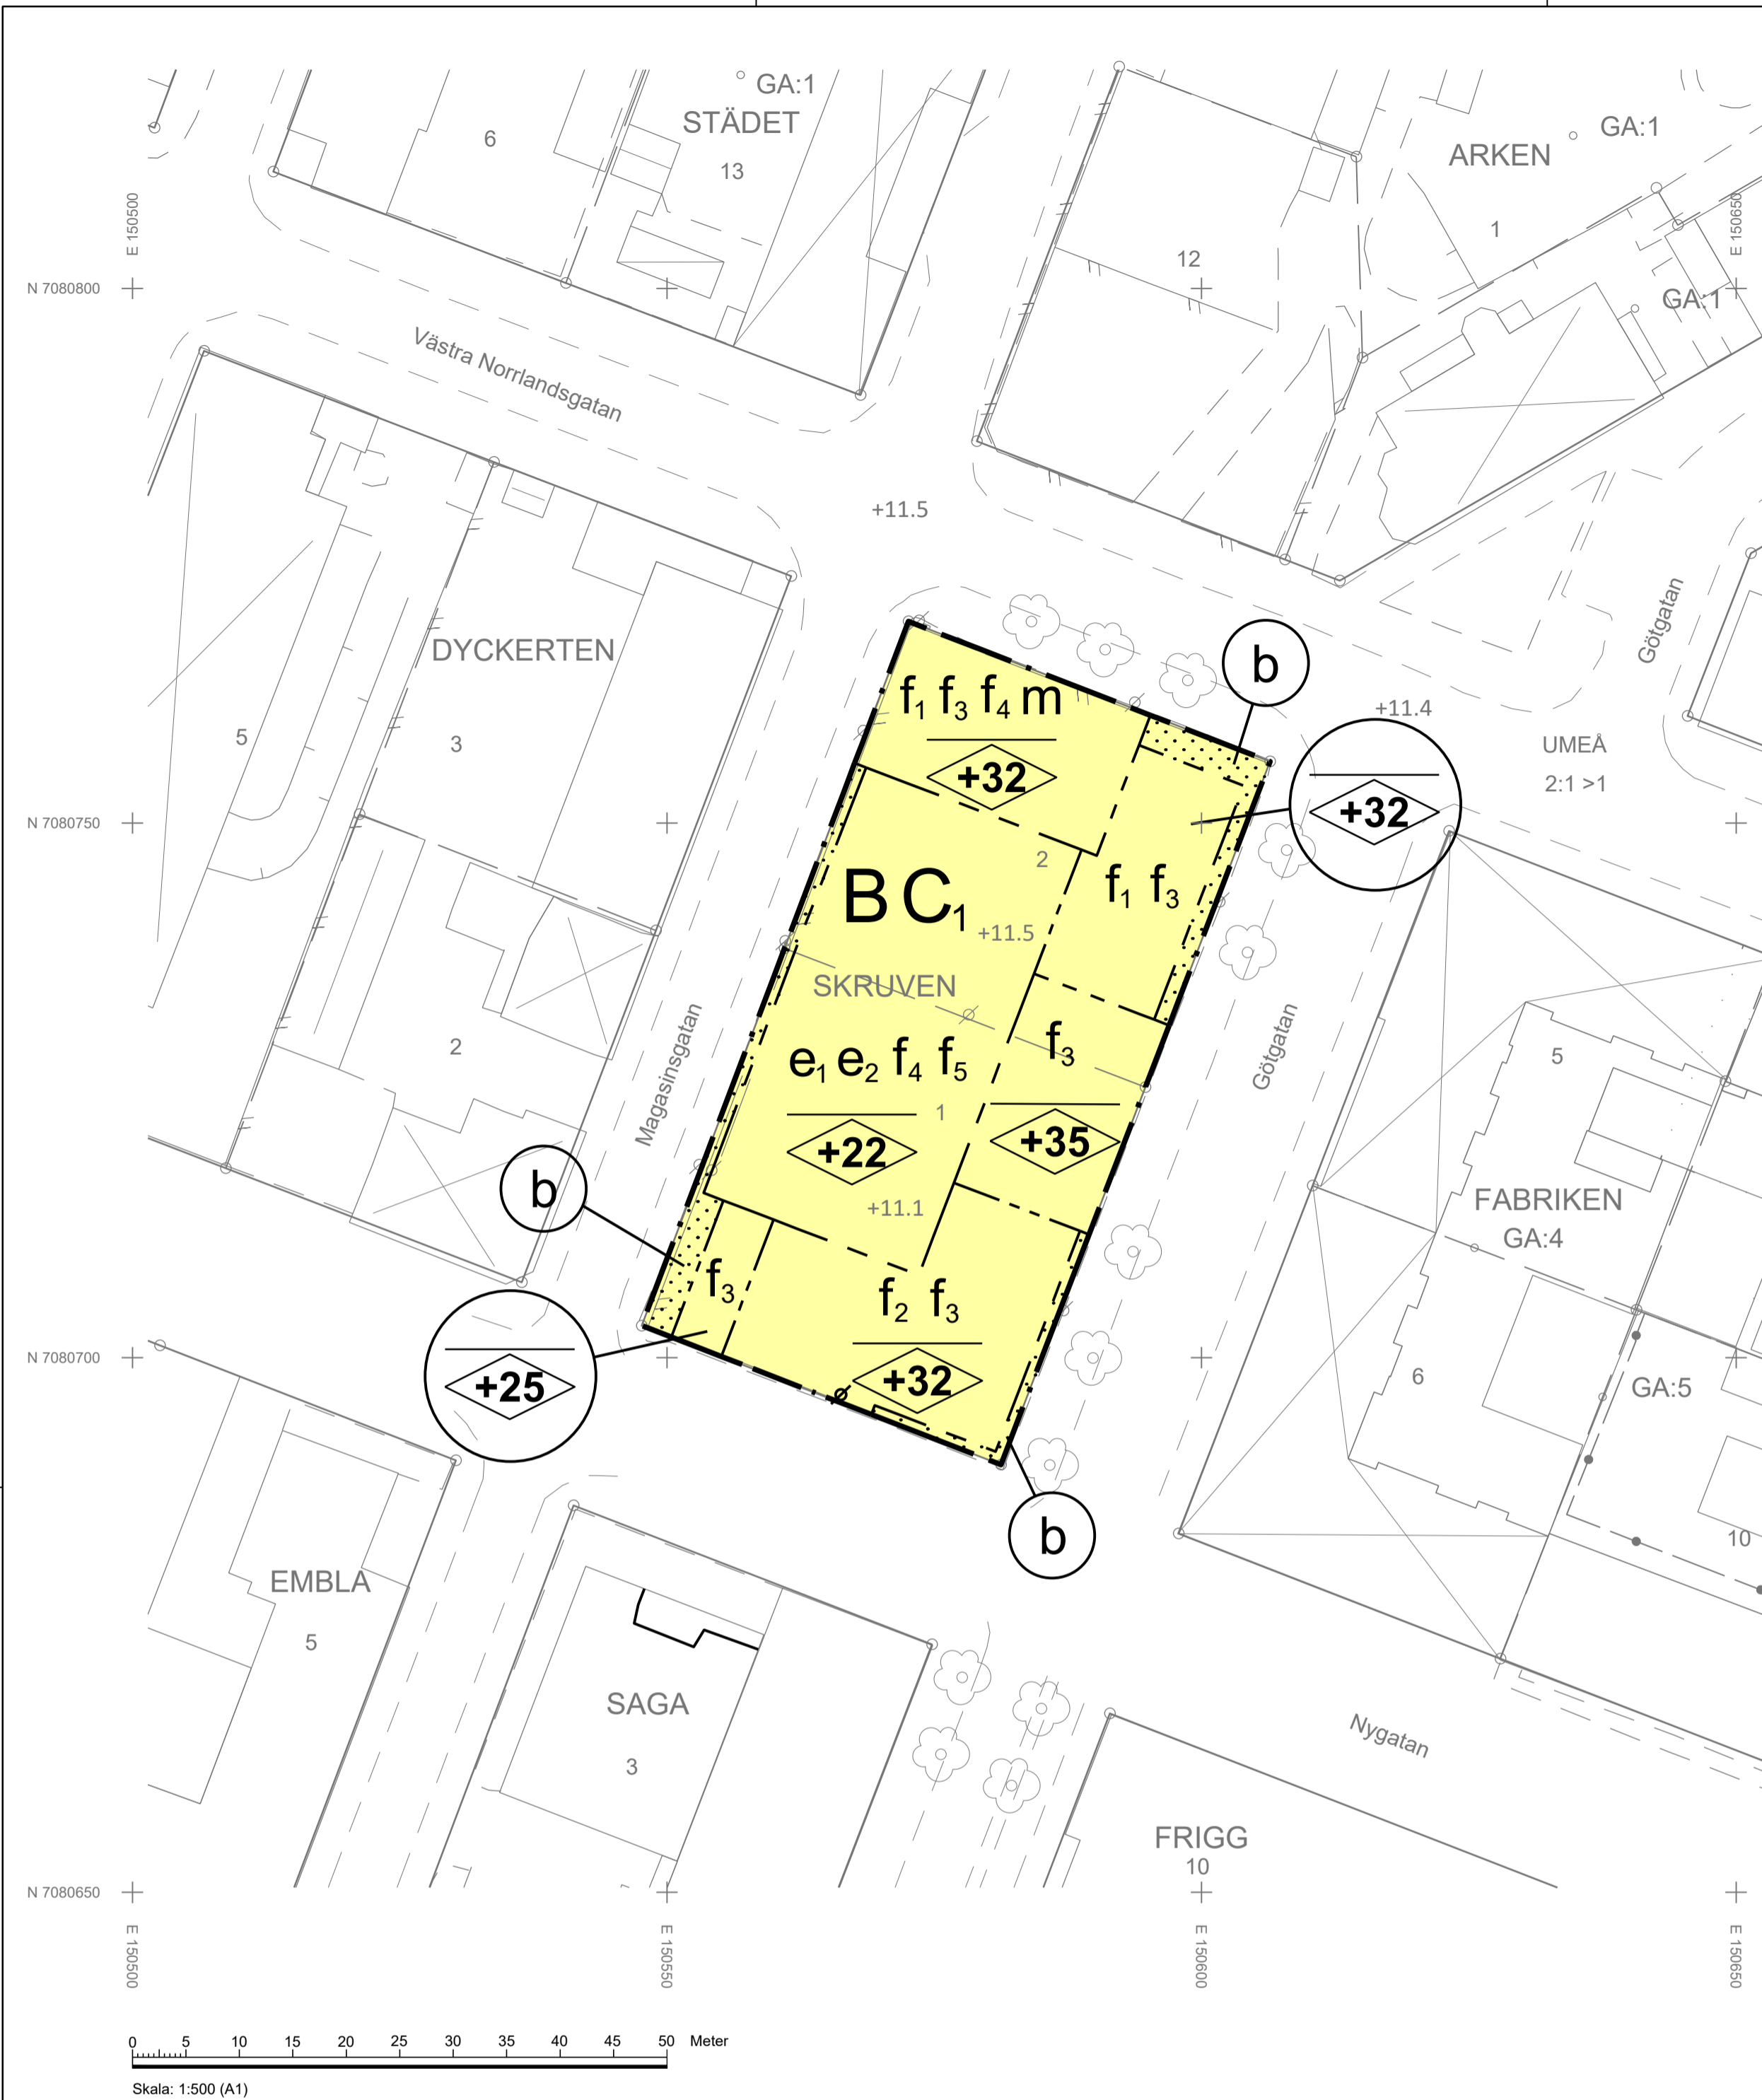 GA:1
STÄDET
6
13
GA:1
ARKEN
1
12
E 150500
E 150650
N 7080800
GA:1
Västra Norrlandsgatan
+11.5
DYCKERTEN
5
3
Götgatan
b
f1 f3 f4 m
+32
+11.4
UMEÅ
2:1 >1
+32
N 7080750
2
B C1
f1 f3
+11.5
SKRUVEN
f3
e1 e2 f4 f5
1
2
Magasinsgatan
Götgatan
5
+22
+35
b
+11.1
FABRIKEN
GA:4
f3
f2 f3
N 7080700
+25
+32
6
GA:5
b
10
EMBLA
5
SAGA
3
Nygatan
FRIGG
10
N 7080650
E 150500
E 150550
E 150600
E 150650
0 5 10 15 20 25 30 35 40 45 50 Meter
Skala: 1:500 (A1)